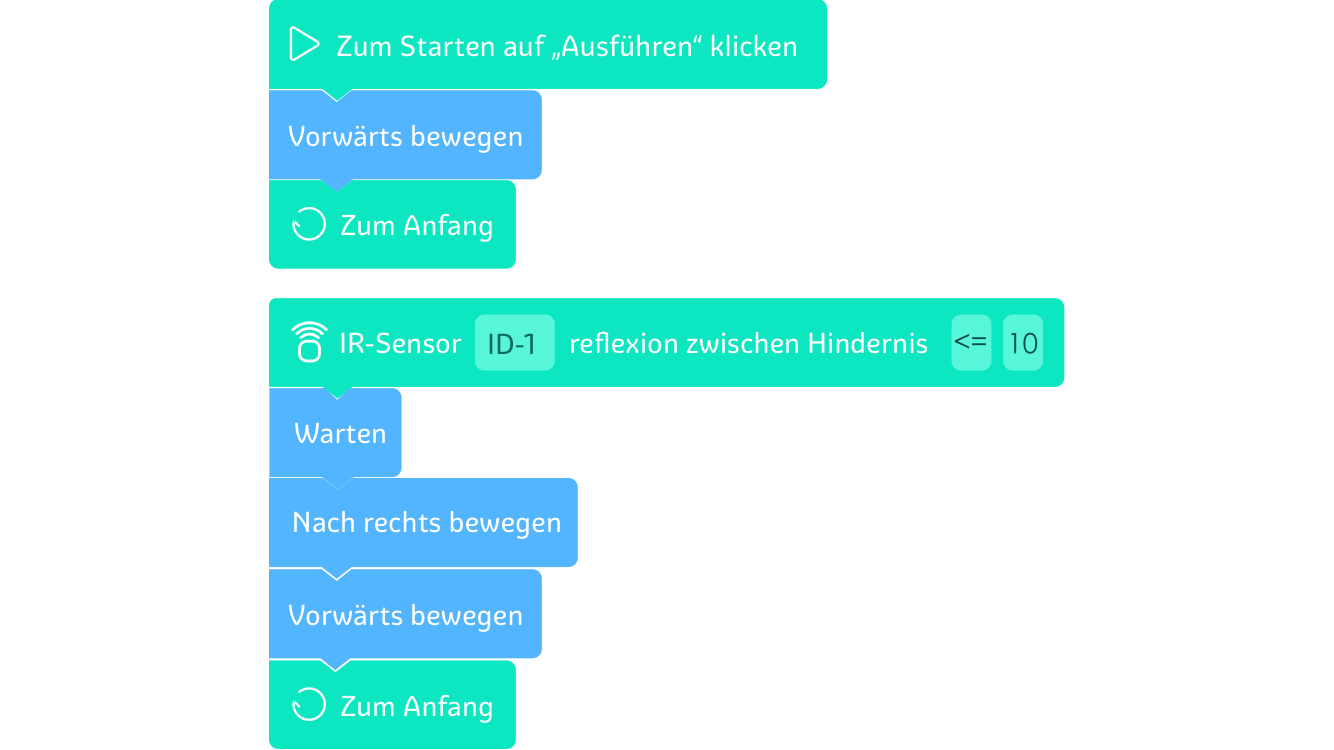 Zum Starten auf „Ausführen“ klicken
Vorwärts bewegen
Zum Anfang
IR-Sensor ID-1 reflexion zwischen Hindernis <= 10
Warten
Nach rechts bewegen
Vorwärts bewegen
Zum Anfang